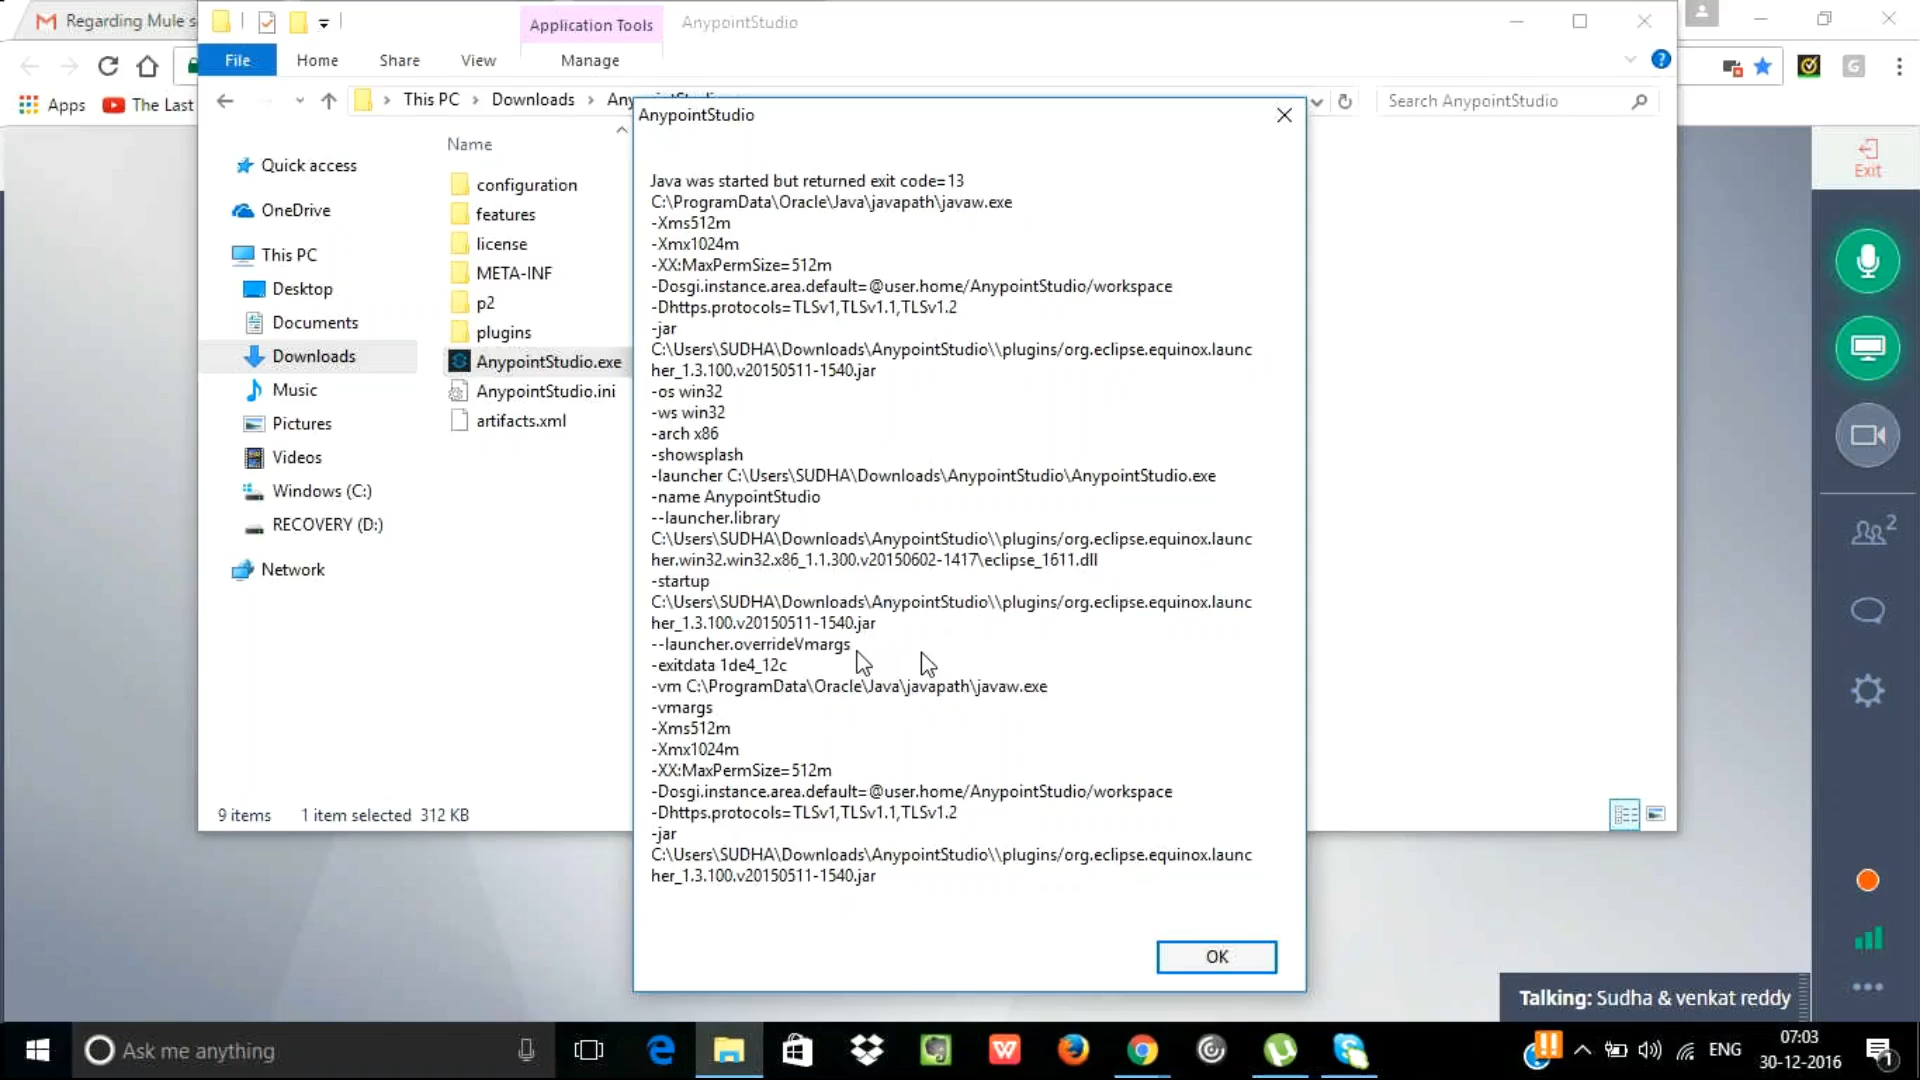 Regarding Mule s
Application Tools
AnypointStudio
File
Home
Share
View
Manage
Apps
The Last
This PC
Downloads
Search AnypointStudio
Name
Quick access
OneDrive
This PC
Desktop
Documents
Downloads
Music
Pictures
Videos
Windows (C:)
RECOVERY (D:)
Network
configuration
features
license
META-INF
p2
plugins
AnypointStudio.exe
AnypointStudio.ini
artifacts.xml
9 items
1 item selected 312 KB
AnypointStudio
Java was started but returned exit code=13
C:\ProgramData\Oracle\Java\javapath\javaw.exe
-Xms512m
-Xmx1024m
-XX:MaxPermSize=512m
-Dosgi.instance.area.default=@user.home/AnypointStudio/workspace
-Dhttps.protocols=TLSv1,TLSv1.1,TLSv1.2
-jar
C:\Users\SUDHA\Downloads\AnypointStudio\\plugins/org.eclipse.equinox.launc
her_1.3.100.v20150511-1540.jar
-os win32
-ws win32
-arch x86
-showsplash
-launcher C:\Users\SUDHA\Downloads\AnypointStudio\AnypointStudio.exe
-name AnypointStudio
--launcher.library
C:\Users\SUDHA\Downloads\AnypointStudio\\plugins/org.eclipse.equinox.launc
her.win32.win32.x86_1.1.300.v20150602-1417\eclipse_1611.dll
-startup
C:\Users\SUDHA\Downloads\AnypointStudio\\plugins/org.eclipse.equinox.launc
her_1.3.100.v20150511-1540.jar
--launcher.overrideVmargs
-exitdata 1de4_12c
-vm C:\ProgramData\Oracle\Java\javapath\javaw.exe
-vmargs
-Xms512m
-Xmx1024m
-XX:MaxPermSize=512m
-Dosgi.instance.area.default=@user.home/AnypointStudio/workspace
-Dhttps.protocols=TLSv1,TLSv1.1,TLSv1.2
-jar
C:\Users\SUDHA\Downloads\AnypointStudio\\plugins/org.eclipse.equinox.launc
her_1.3.100.v20150511-1540.jar
OK
Exit
2
Talking: Sudha & venkat reddy
Ask me anything
ENG
07:03
30-12-2016
1